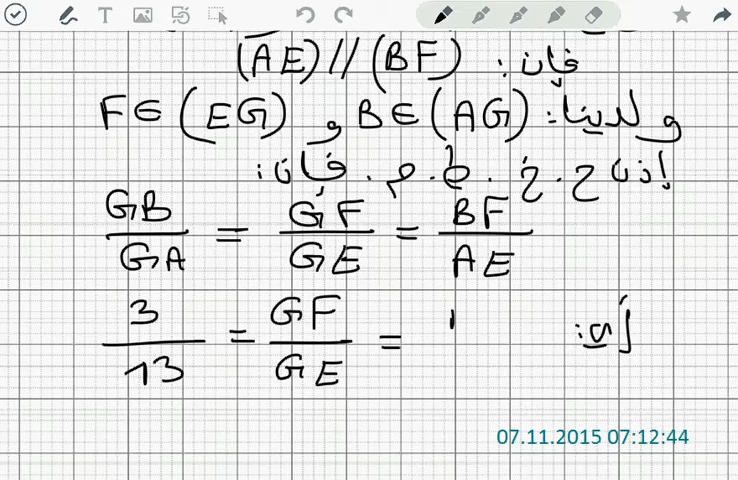 فإن: (AE)//(BF)
و لدينا: B∈(AG) و F∈(EG)
إذن ح. خ. ط. م. فإن:
GB/GA = GF/GE = BF/AE
أي: 3/13 = GF/GE =
07.11.2015 07:12:44